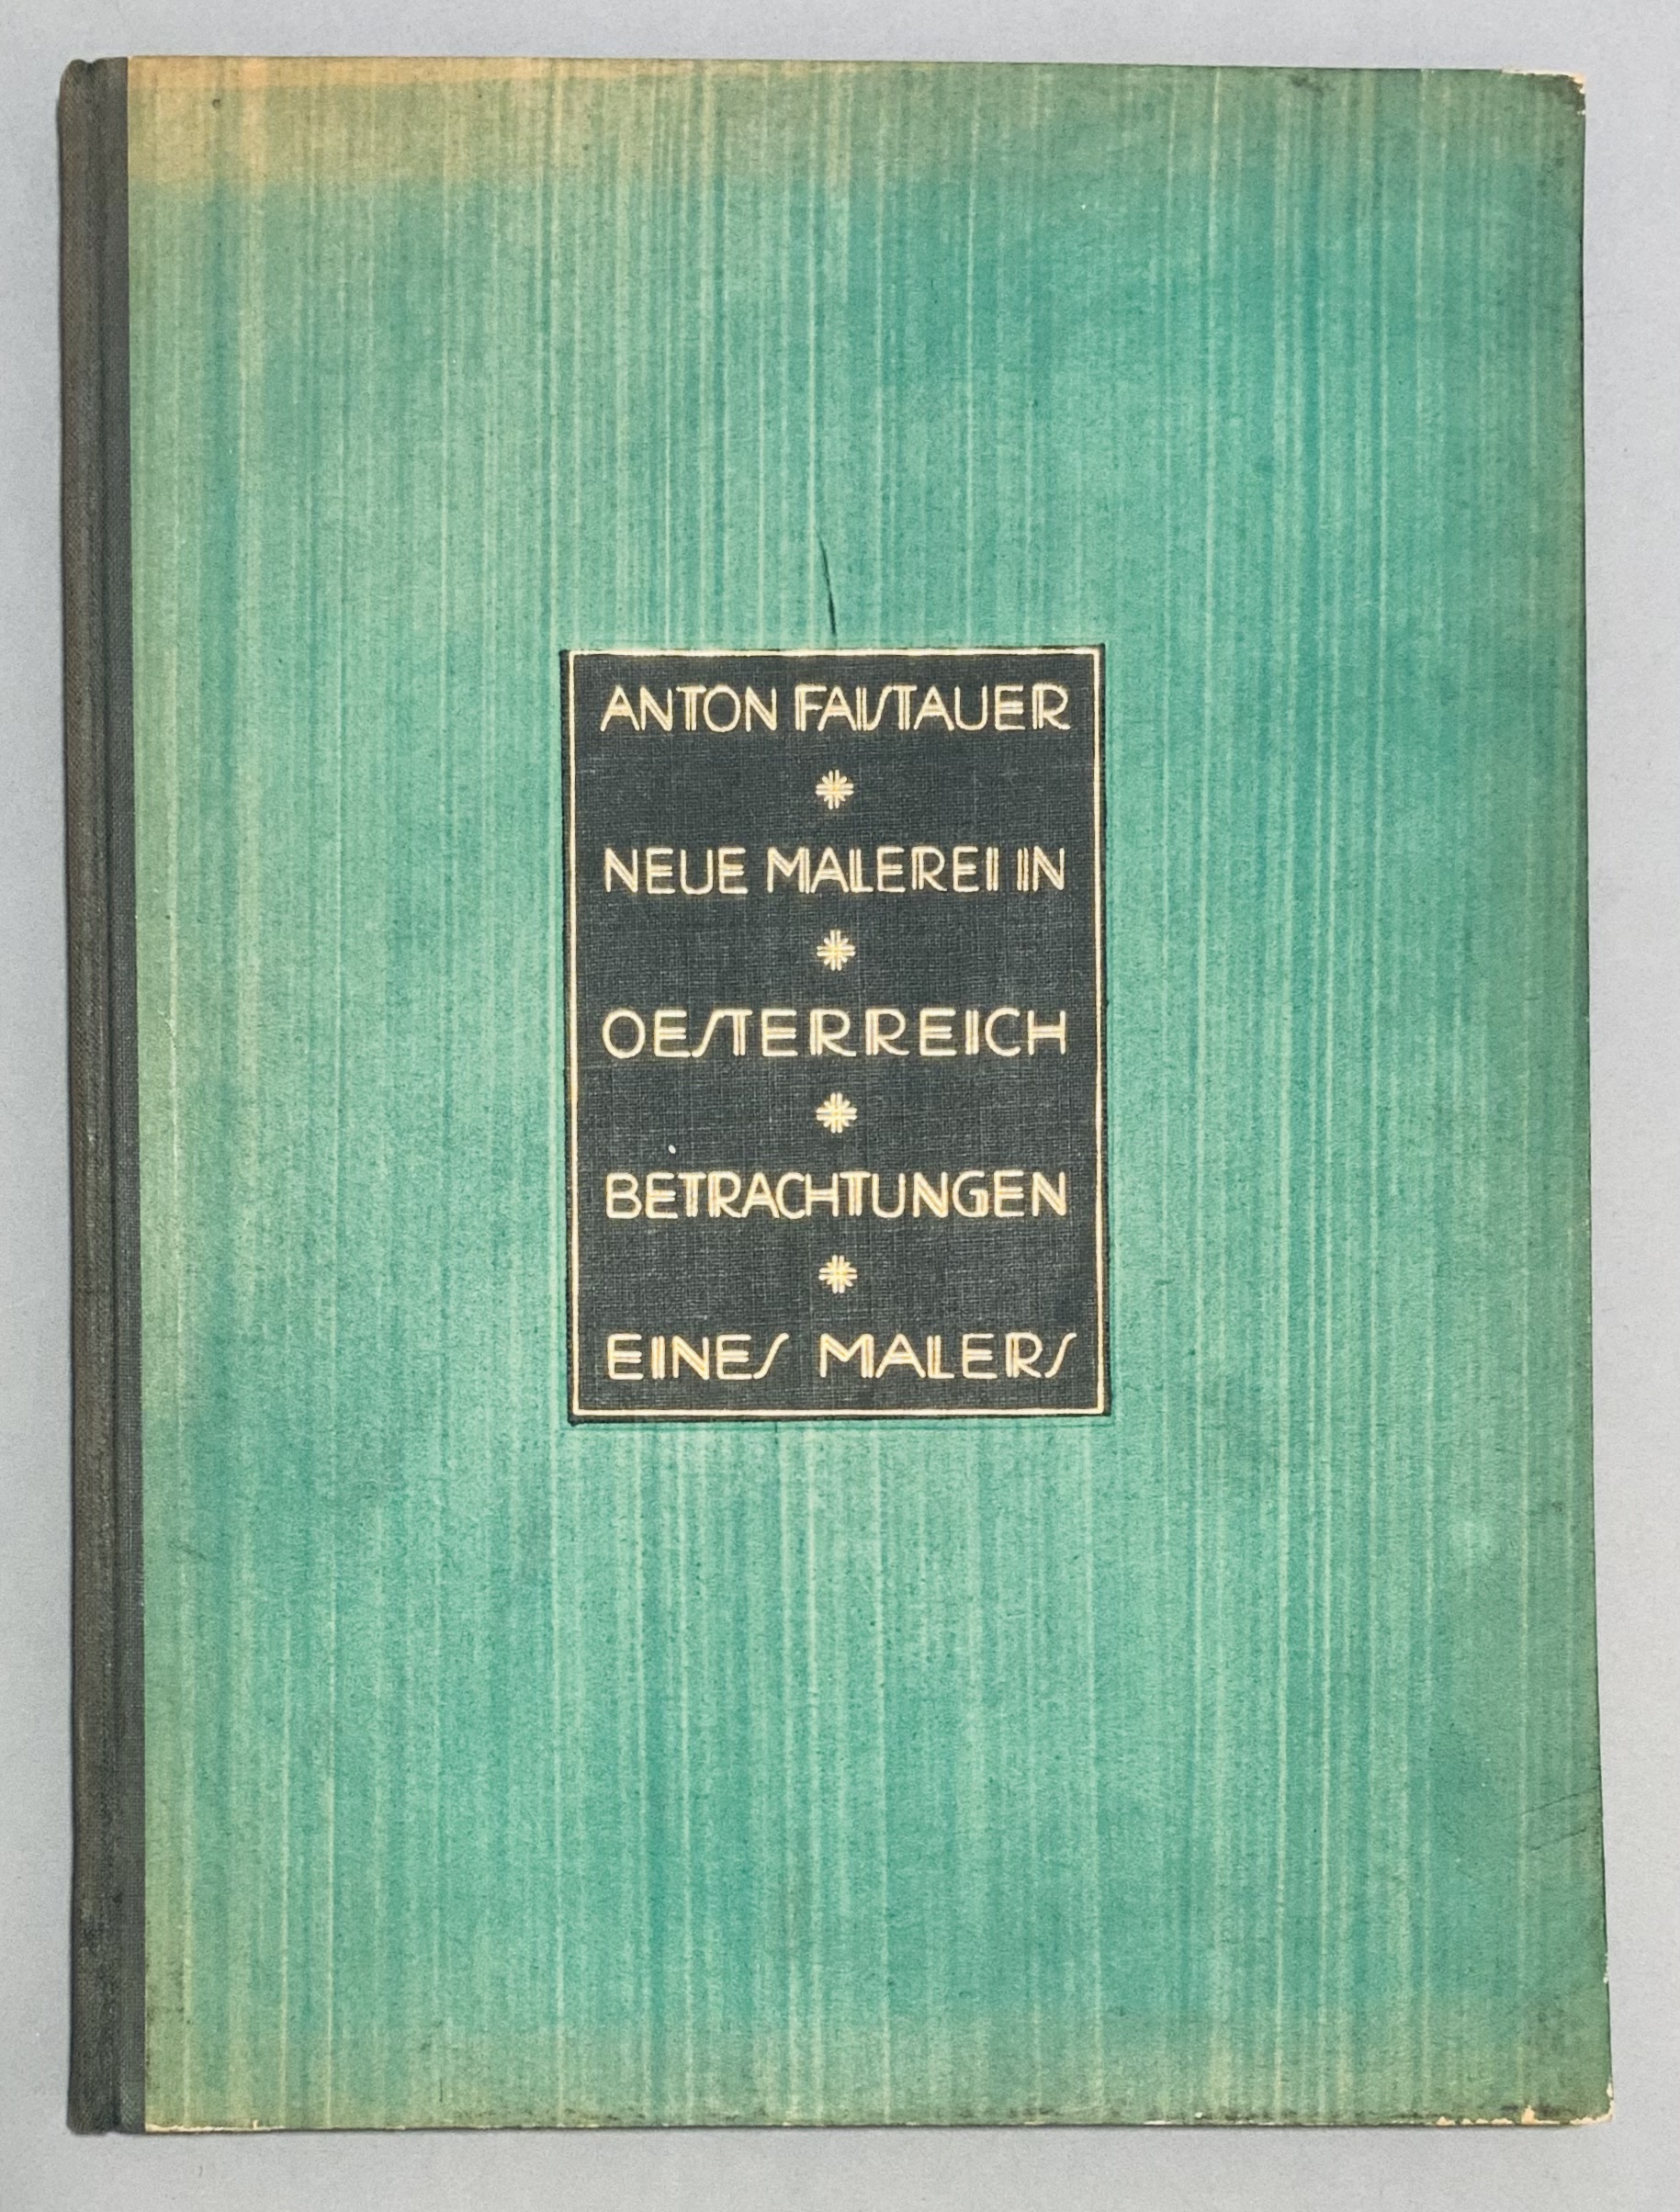 ANTON FAISTAUER
NEUE MALEREI IN
OESTERREICH
BETRACHTUNGEN
EINES MALERS